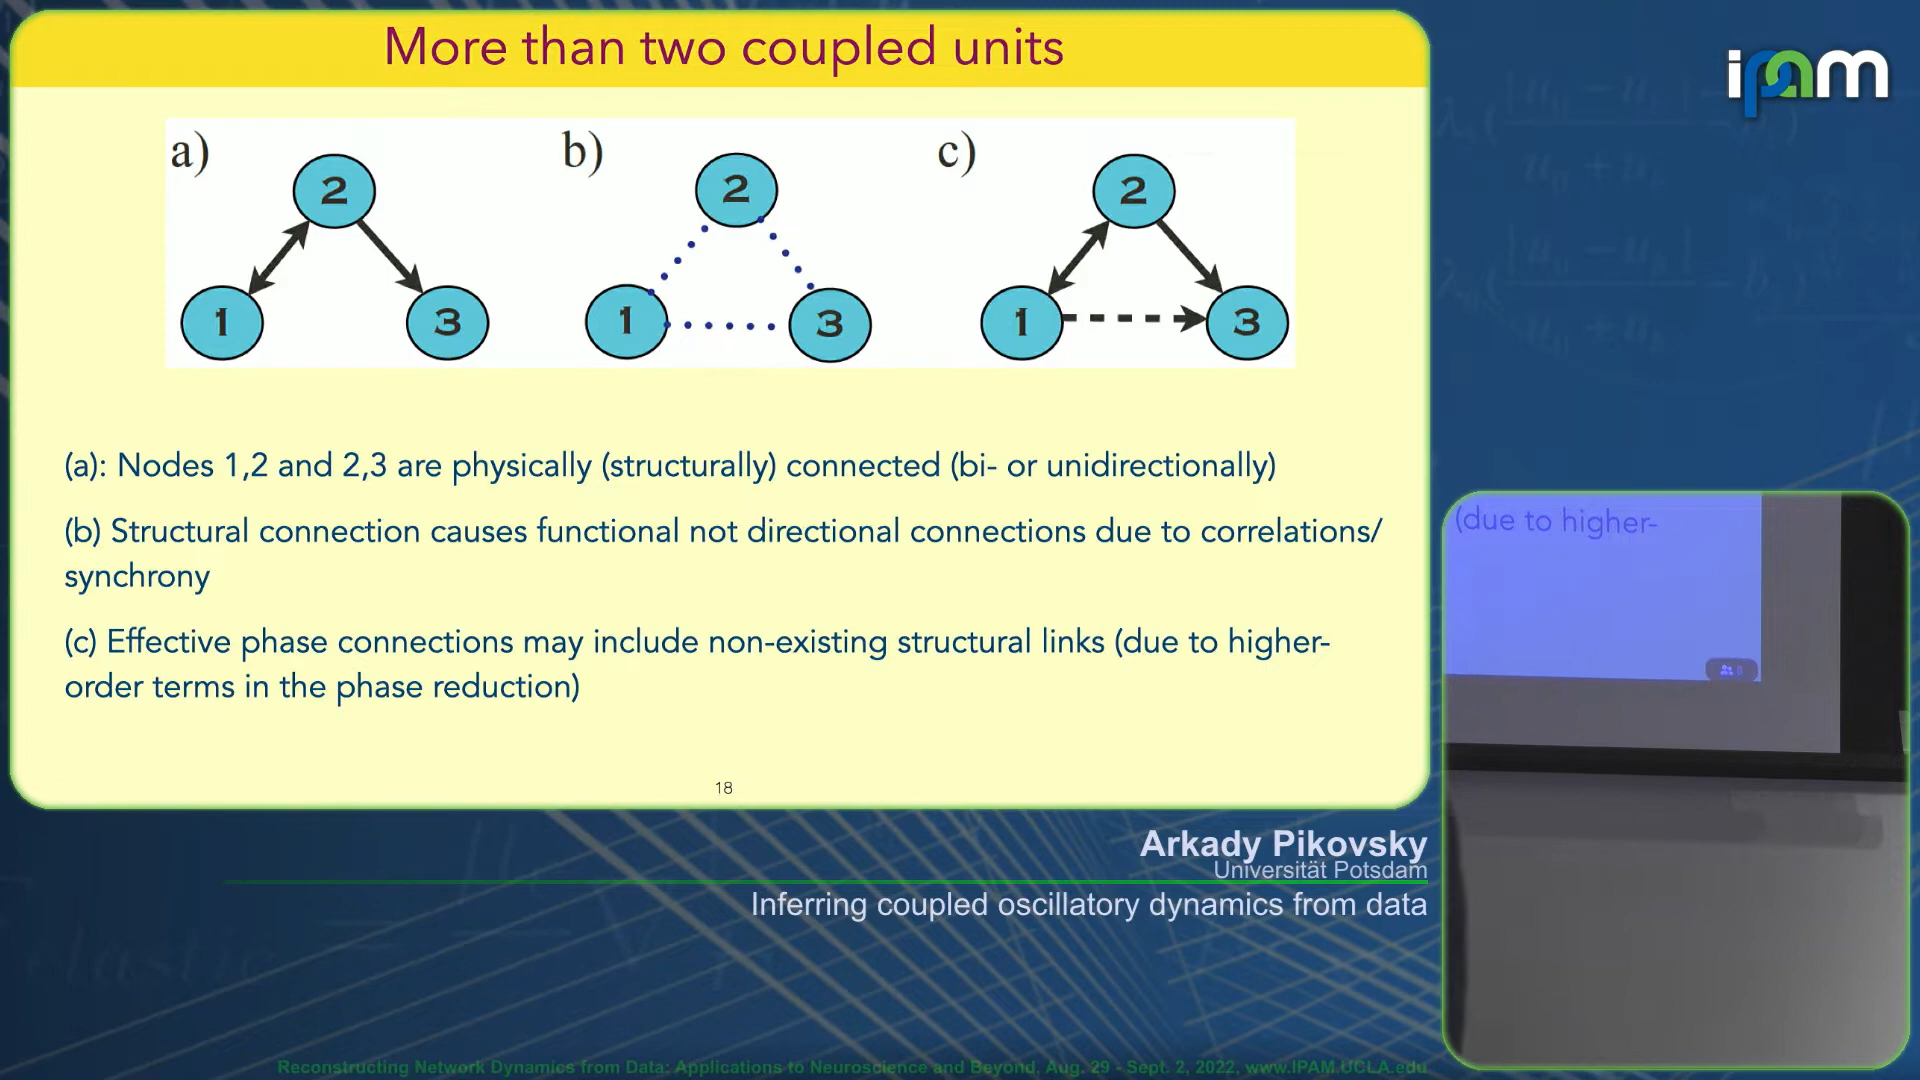 More than two coupled units
ipam
a)
b)
c)
2
2
2
1
3
1
3
1
3
(a): Nodes 1,2 and 2,3 are physically (structurally) connected (bi- or unidirectionally)
(b) Structural connection causes functional not directional connections due to correlations/
synchrony
(c) Effective phase connections may include non-existing structural links (due to higher-
order terms in the phase reduction)
18
(due to higher-
Arkady Pikovsky
Universität Potsdam
Inferring coupled oscillatory dynamics from data
elastic
Reconstructing Network Dynamics from Data: Applications to Neuroscience and Beyond, Aug. 29 - Sept. 2, 2022, www.IPAM.UCLA.edu